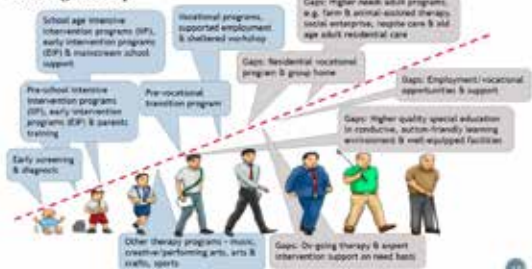 School age intensive
intervention programs (IIP),
early intervention programs
(EIP) & mainstream school
support
Vocational programs,
supported employment
& sheltered workshop
Gaps: Higher needs adult programs,
e.g. farm & animal-assisted therapy,
social enterprise, respite care & old
age adult residential care
Gaps: Residential vocational
program & group home
Gaps: Employment/vocational
opportunities & support
Pre-school intensive
intervention programs
(IIP), early intervention
programs (EIP) & parents
training
Pre-vocational
transition program
Gaps: Higher quality special education
in conducive, autism-friendly learning
environment & well-equipped facilities
Early screening
& diagnosis
Other therapy programs - music,
creative/performing arts, arts &
crafts, sports
Gaps: On-going therapy & expert
intervention support on need basis